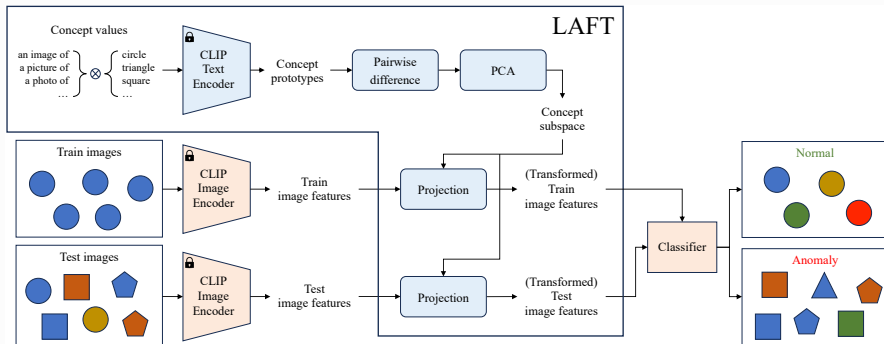 LAFT
Concept values
an image of
a picture of
a photo of
…
⊗
circle
triangle
square
…
CLIP
Text
Encoder
Concept
prototypes
Pairwise
difference
PCA
Concept
subspace
Train images
CLIP
Image
Encoder
Train
image features
Projection
(Transformed)
Train
image features
Test images
CLIP
Image
Encoder
Test
image features
Projection
(Transformed)
Test
image features
Classifier
Normal
Anomaly